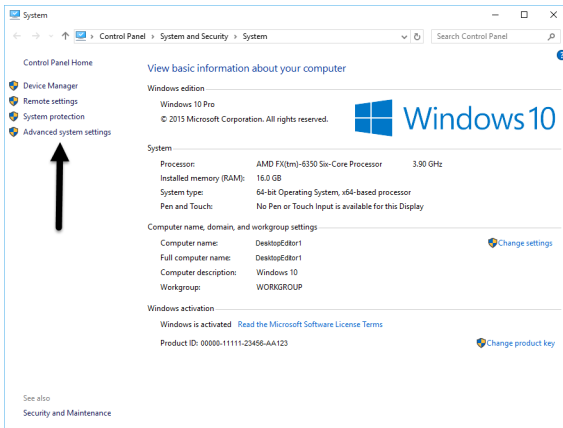 System
Control Panel > System and Security > System
Search Control Panel
Control Panel Home
Device Manager
Remote settings
System protection
Advanced system settings
View basic information about your computer
Windows edition
Windows 10 Pro
© 2015 Microsoft Corporation. All rights reserved.
Windows 10
System
Processor: AMD FX(tm)-6350 Six-Core Processor 3.90 GHz
Installed memory (RAM): 16.0 GB
System type: 64-bit Operating System, x64-based processor
Pen and Touch: No Pen or Touch Input is available for this Display
Computer name, domain, and workgroup settings
Computer name: DesktopEditor1
Change settings
Full computer name: DesktopEditor1
Computer description: Windows 10
Workgroup: WORKGROUP
Windows activation
Windows is activated Read the Microsoft Software License Terms
Product ID: 00000-11111-23456-AA123
Change product key
See also
Security and Maintenance